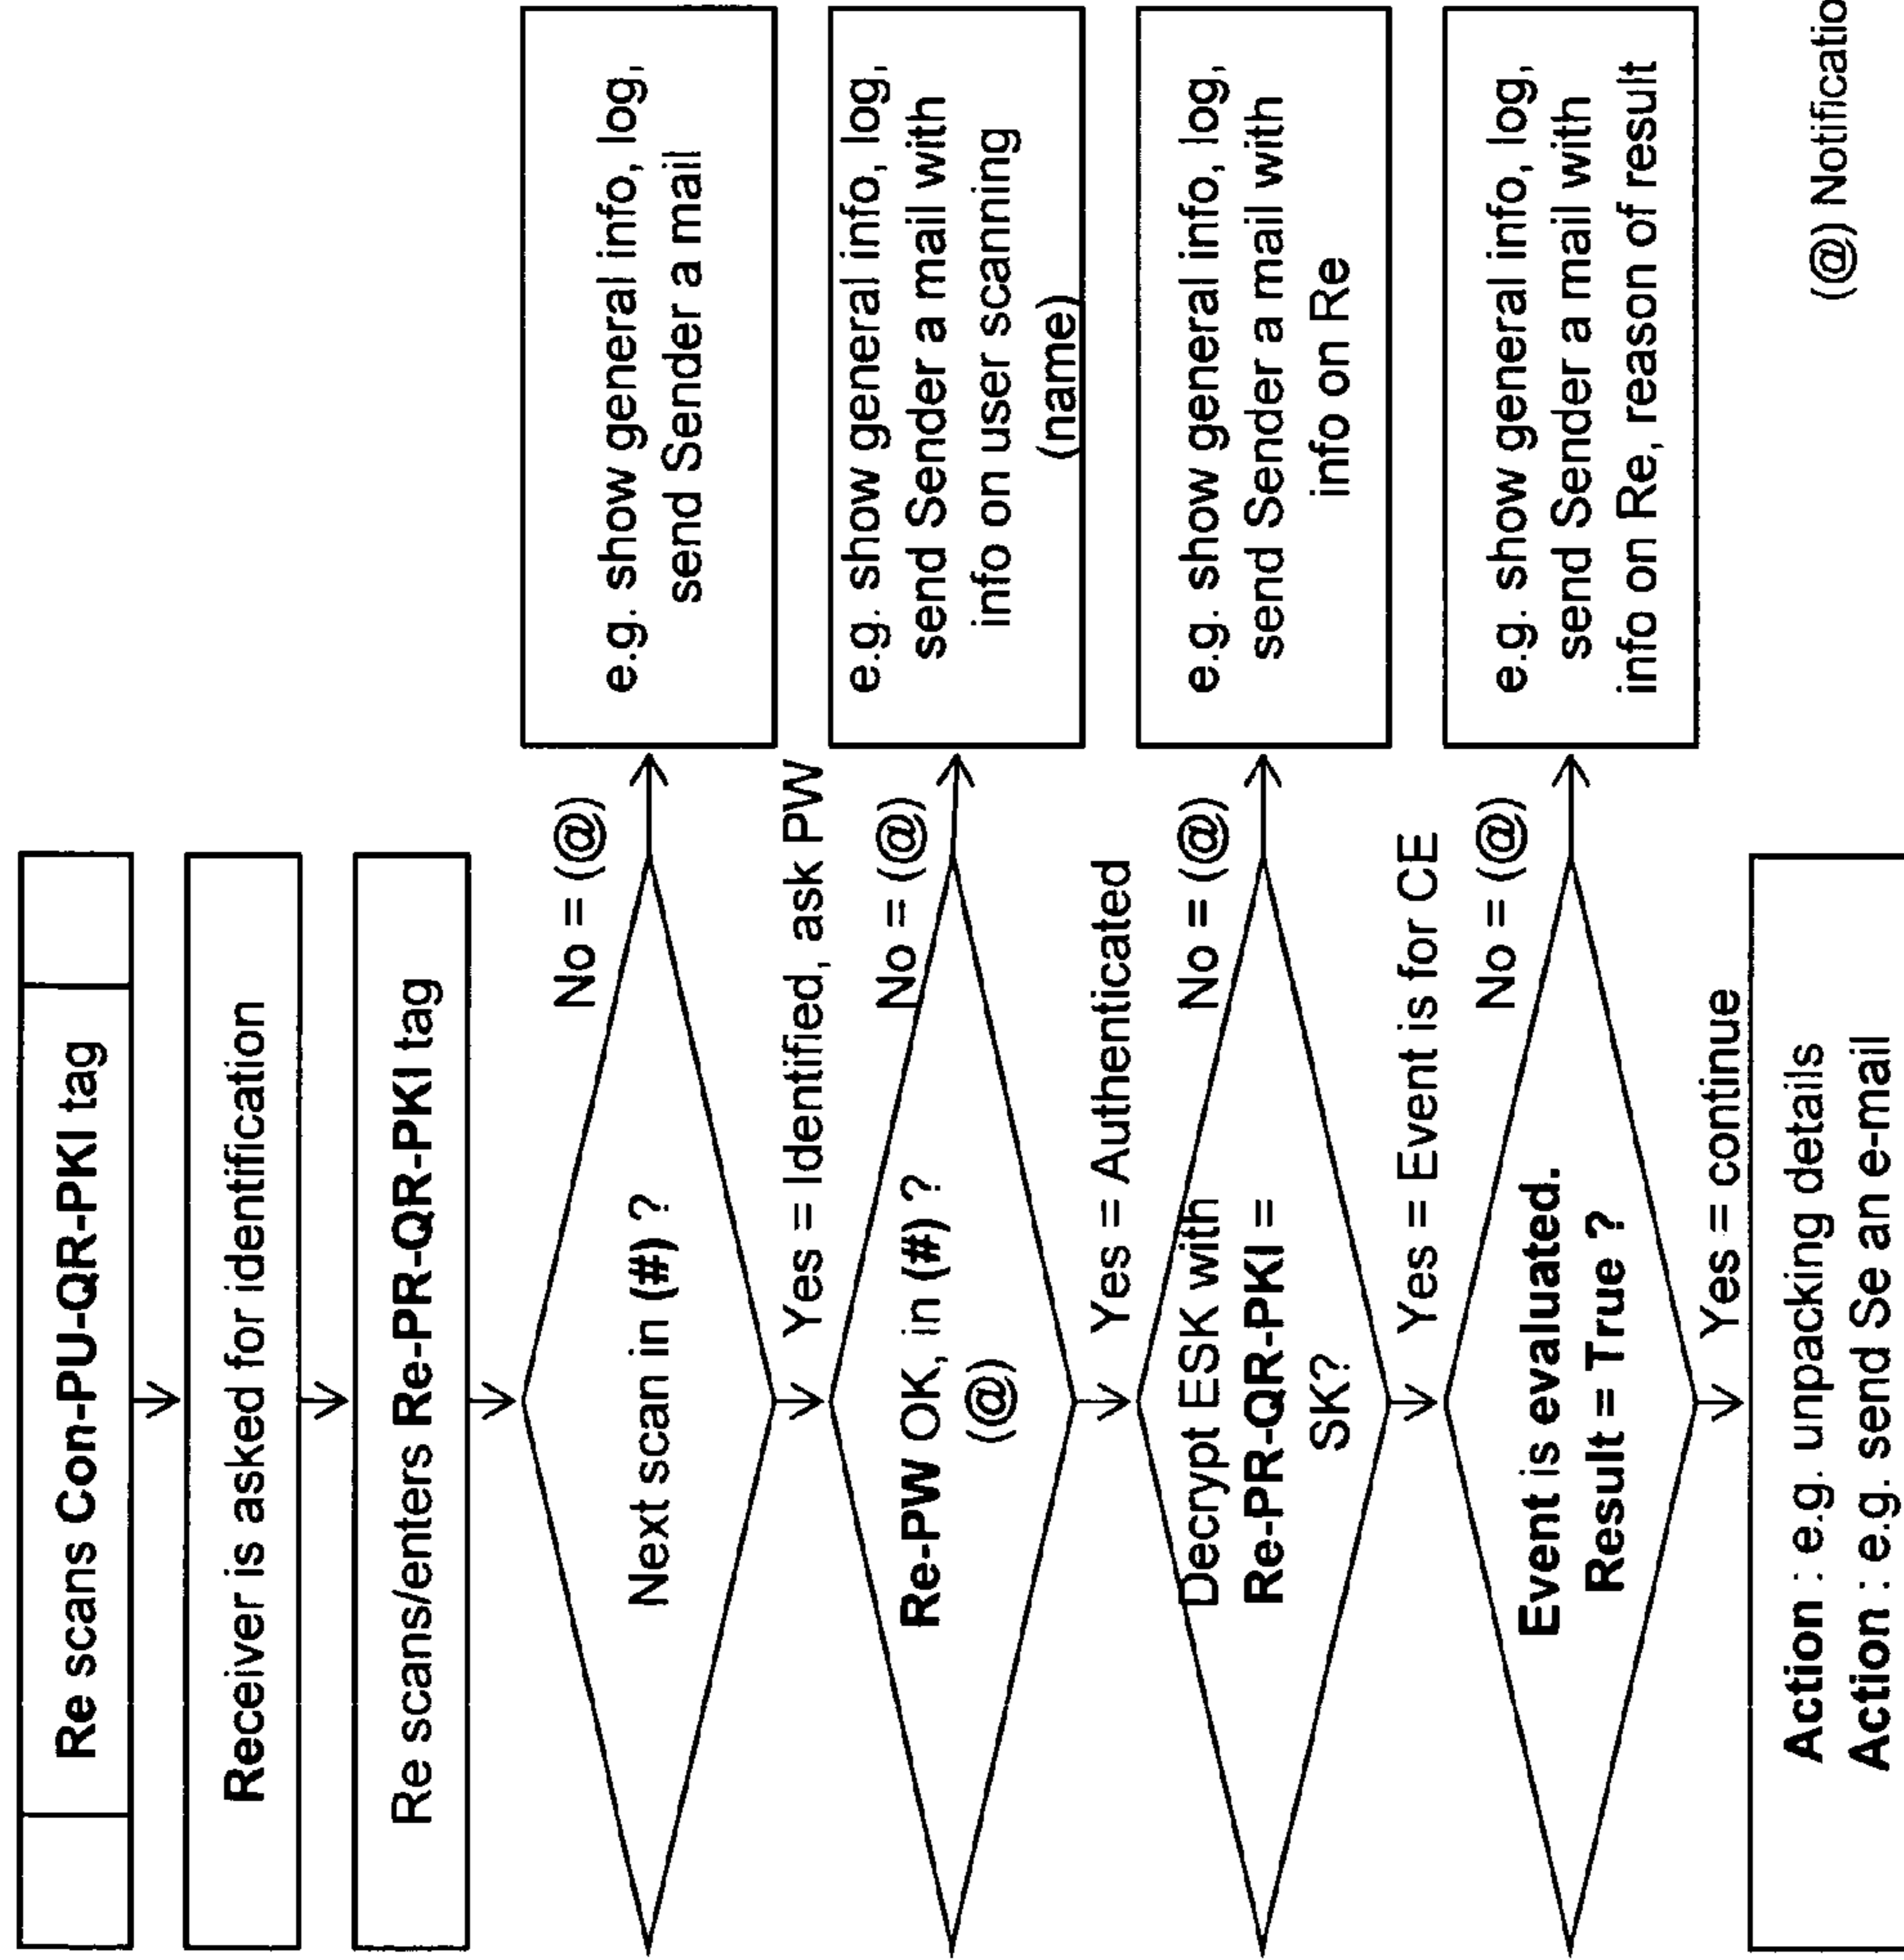 Re scans Con-PU-QR-PKI tag
Receiver is asked for identification
Re scans/enters Re-PR-QR-PKI tag
Next scan in (#) ?
No = (@)
e.g. show general info, log,
send Sender a mail
Yes = Identified, ask PW
Re-PW OK, in (#) ?
(@)
No = (@)
e.g. show general info, log,
send Sender a mail with
info on user scanning
(name)
Yes = Authenticated
Decrypt ESK with
Re-PR-QR-PKI =
SK?
No = (@)
e.g. show general info, log,
send Sender a mail with
info on Re
Yes = Event is for CE
Event is evaluated.
Result = True ?
No = (@)
e.g. show general info, log,
send Sender a mail with
info on Re, reason of result
Yes = continue
Action : e.g. unpacking details
Action : e.g. send Se an e-mail
(@) Notificatio